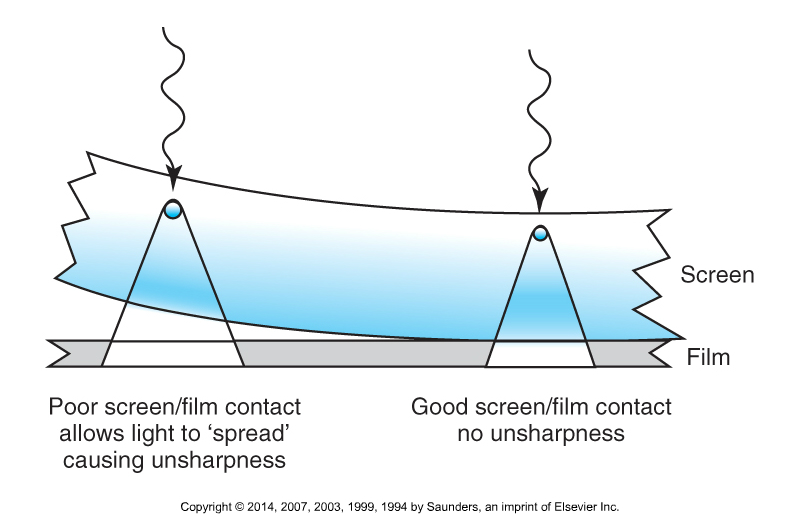 Screen
Film
Poor screen/film contact
allows light to ‘spread’
causing unsharpness
Good screen/film contact
no unsharpness
Copyright © 2014, 2007, 2003, 1999, 1994 by Saunders, an imprint of Elsevier Inc.